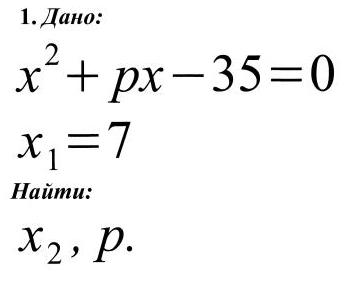 1. Дано:
x² + px − 35 = 0
x₁ = 7
Найти:
x₂, p.